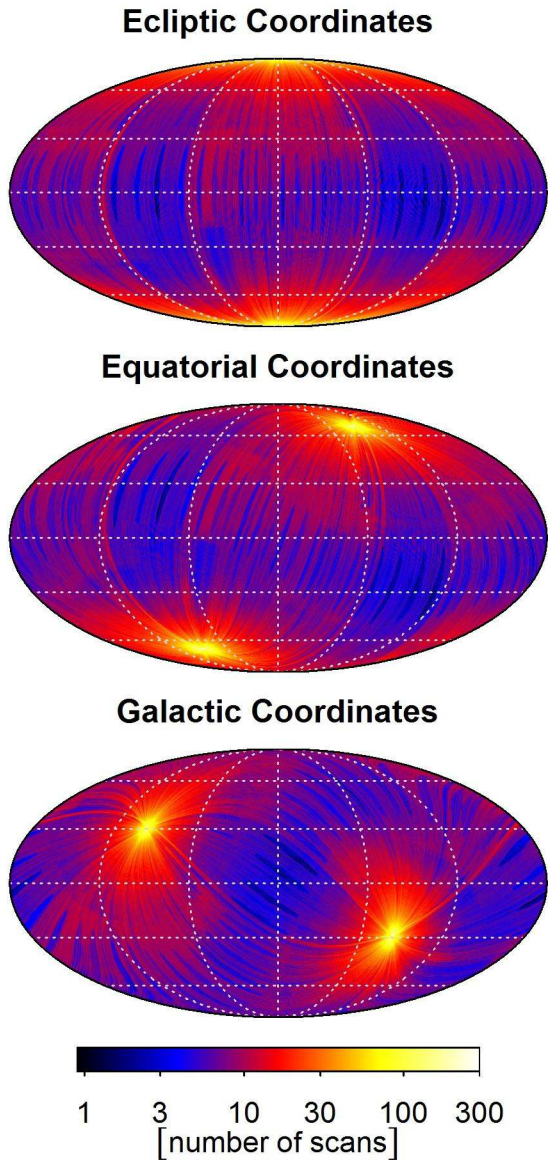 Ecliptic Coordinates
Equatorial Coordinates
Galactic Coordinates
1 3 10 30 100 300
[number of scans]